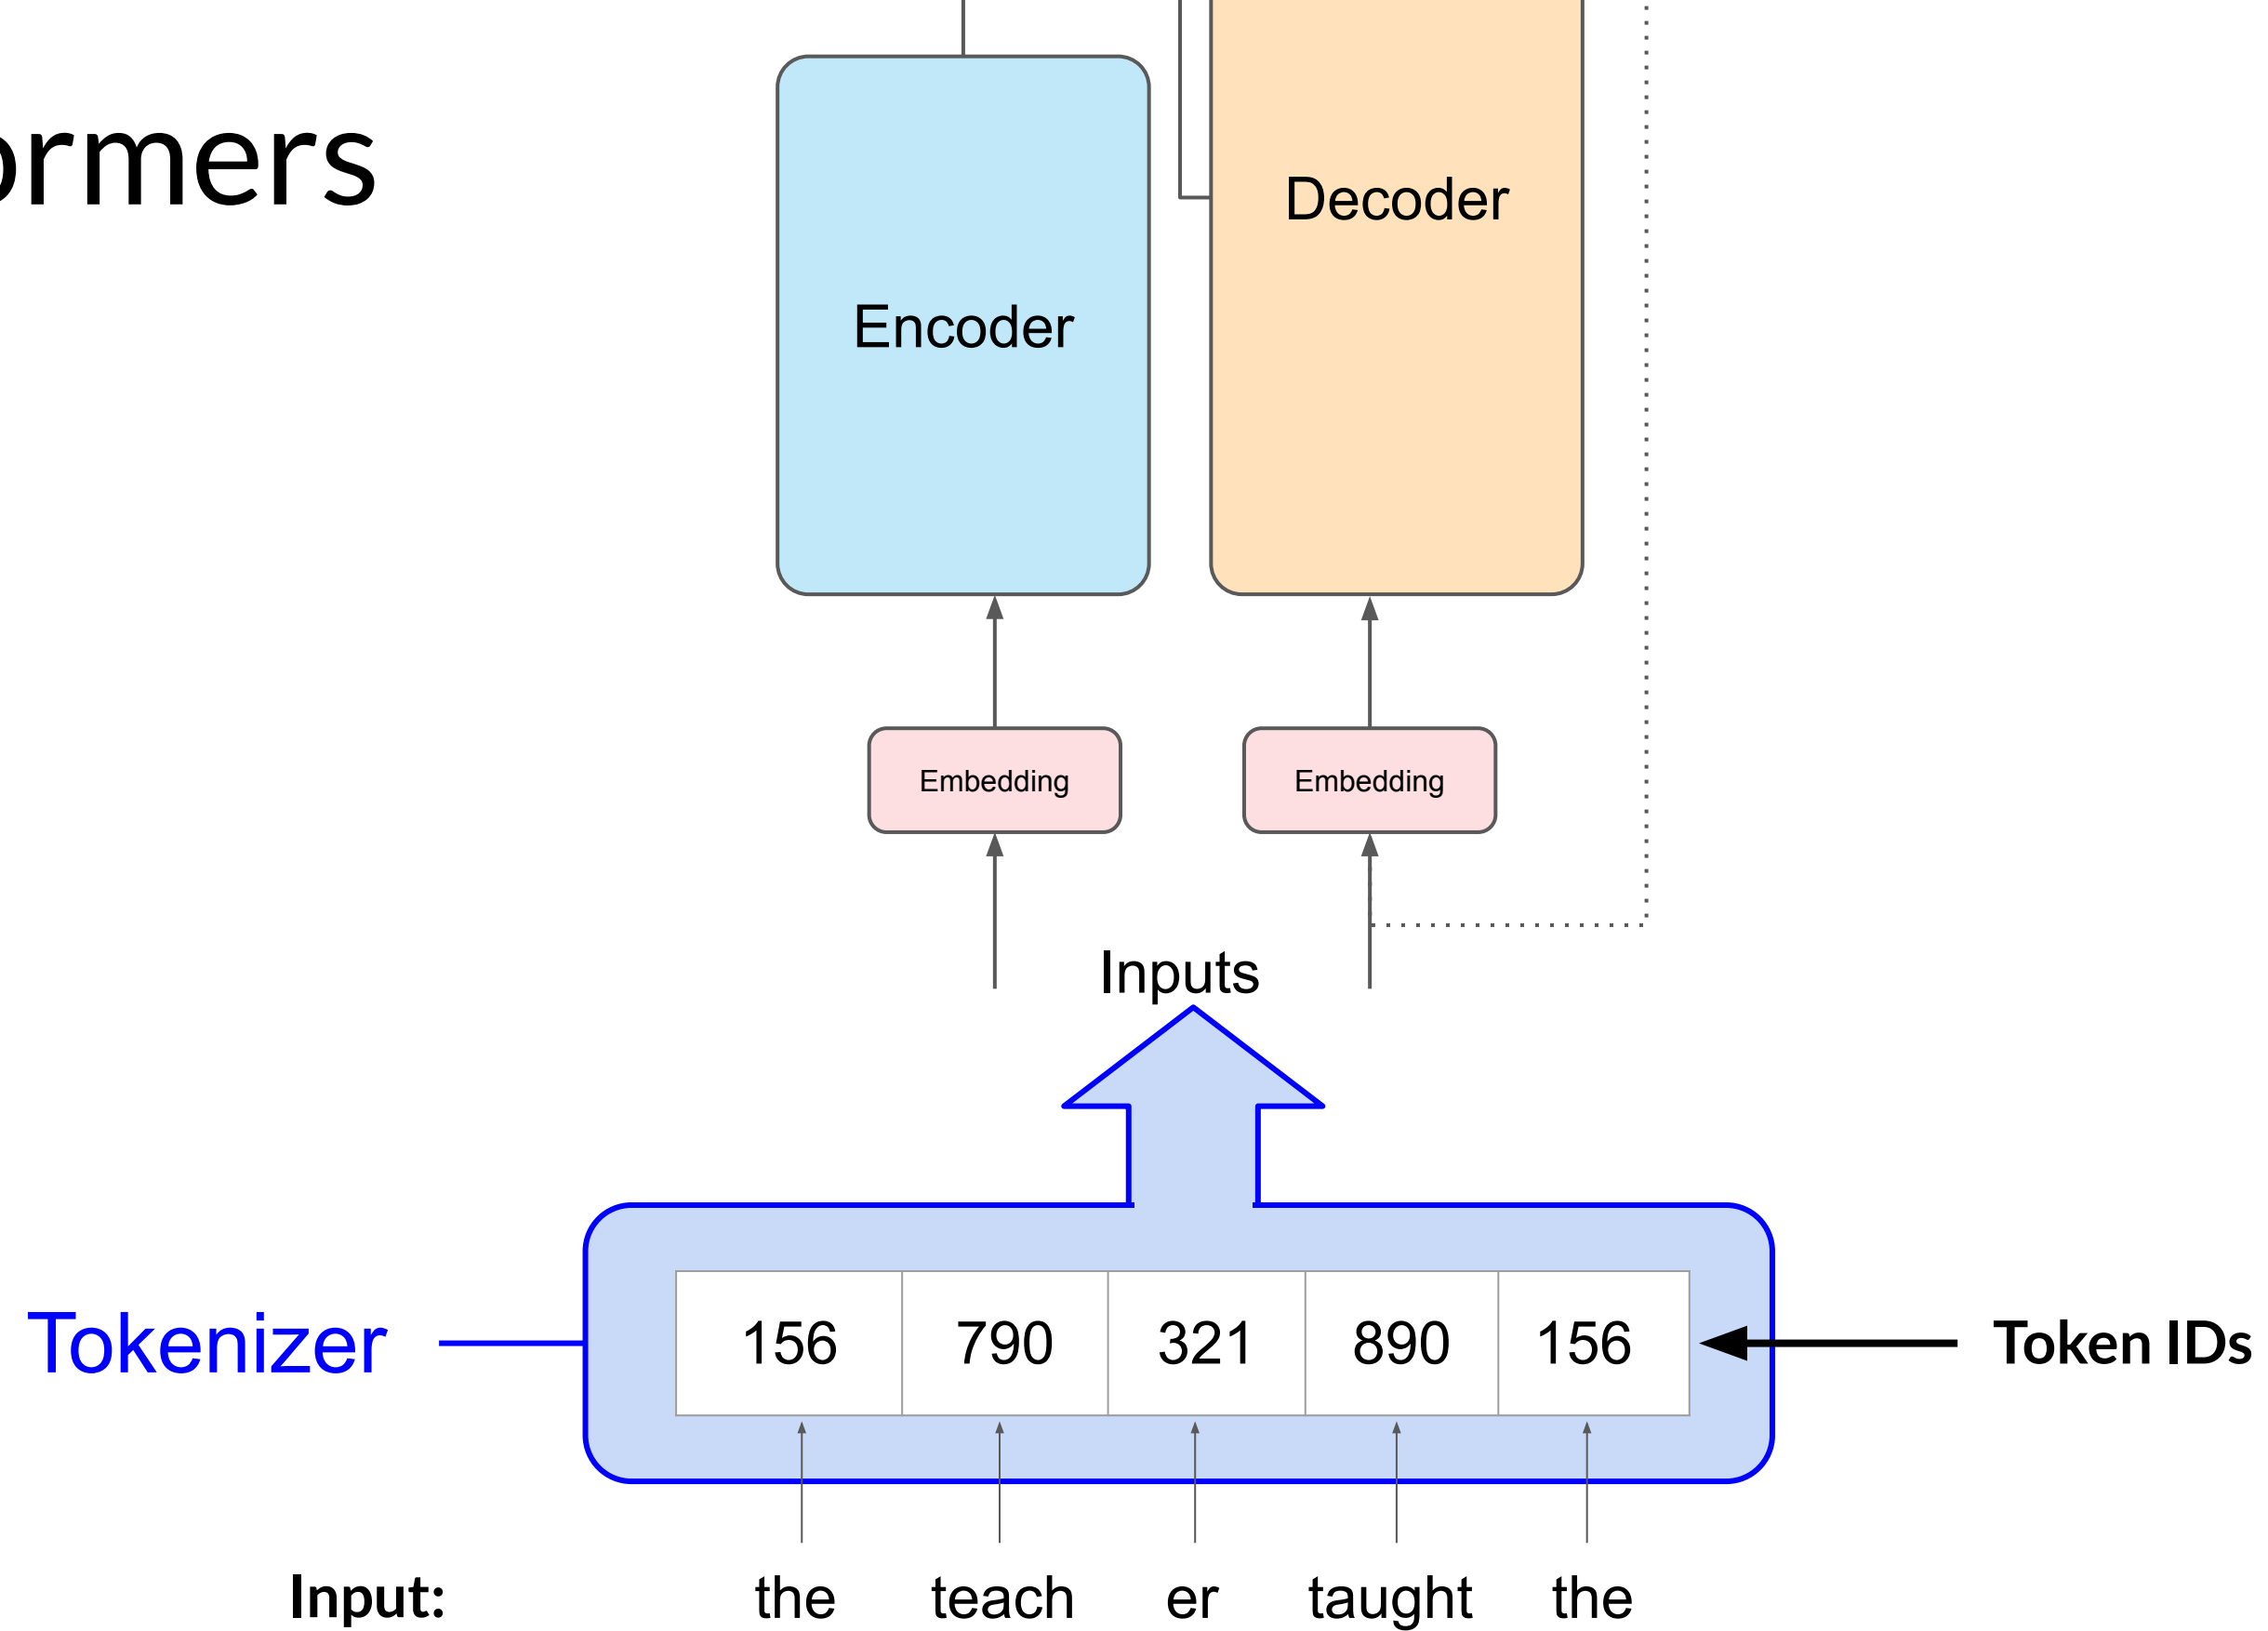 ormers
Decoder
Encoder
Embedding Embedding
Inputs
Tokenizer
156 790 321 890 156
Token IDs
Input: the teach er taught the